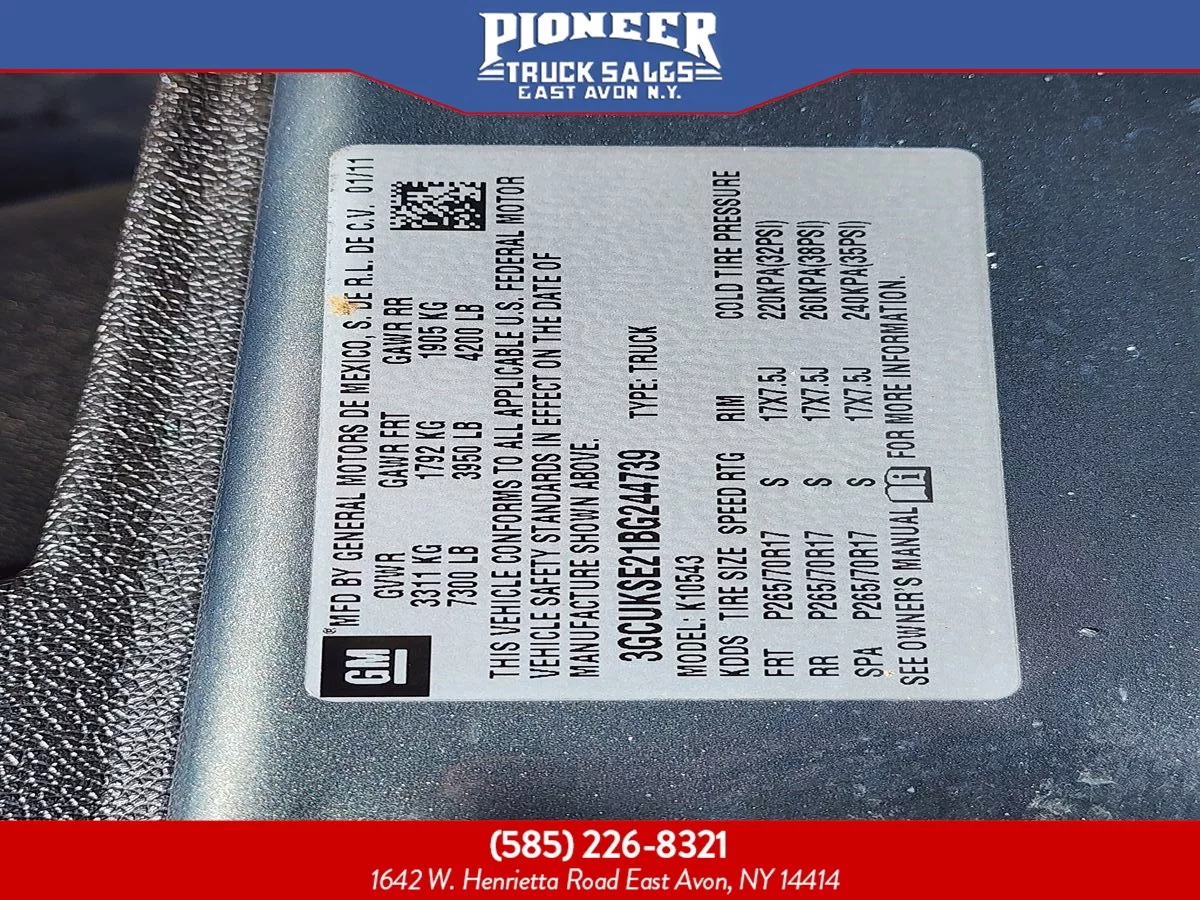 PIONEER
TRUCK SALES
EAST AVON N.Y.
GM
® MFD BY GENERAL MOTORS DE MEXICO, S. DE R.L. DE C.V. 01/11
GVWR GAWR FRT GAWR RR
3311 KG 1792 KG 1905 KG
7300 LB 3950 LB 4200 LB
THIS VEHICLE CONFORMS TO ALL APPLICABLE U.S. FEDERAL MOTOR
VEHICLE SAFETY STANDARDS IN EFFECT ON THE DATE OF
MANUFACTURE SHOWN ABOVE.
3GCUKSE21BG244739 TYPE: TRUCK
MODEL: K10543
KDDS TIRE SIZE SPEED RTG RIM COLD TIRE PRESSURE
FRT P265/70R17 S 17X7.5J 220KPA(32PSI)
RR P265/70R17 S 17X7.5J 260KPA(38PSI)
SPA P265/70R17 S 17X7.5J 240KPA(35PSI)
SEE OWNER'S MANUAL FOR MORE INFORMATION.
(585) 226-8321
1642 W. Henrietta Road East Avon, NY 14414